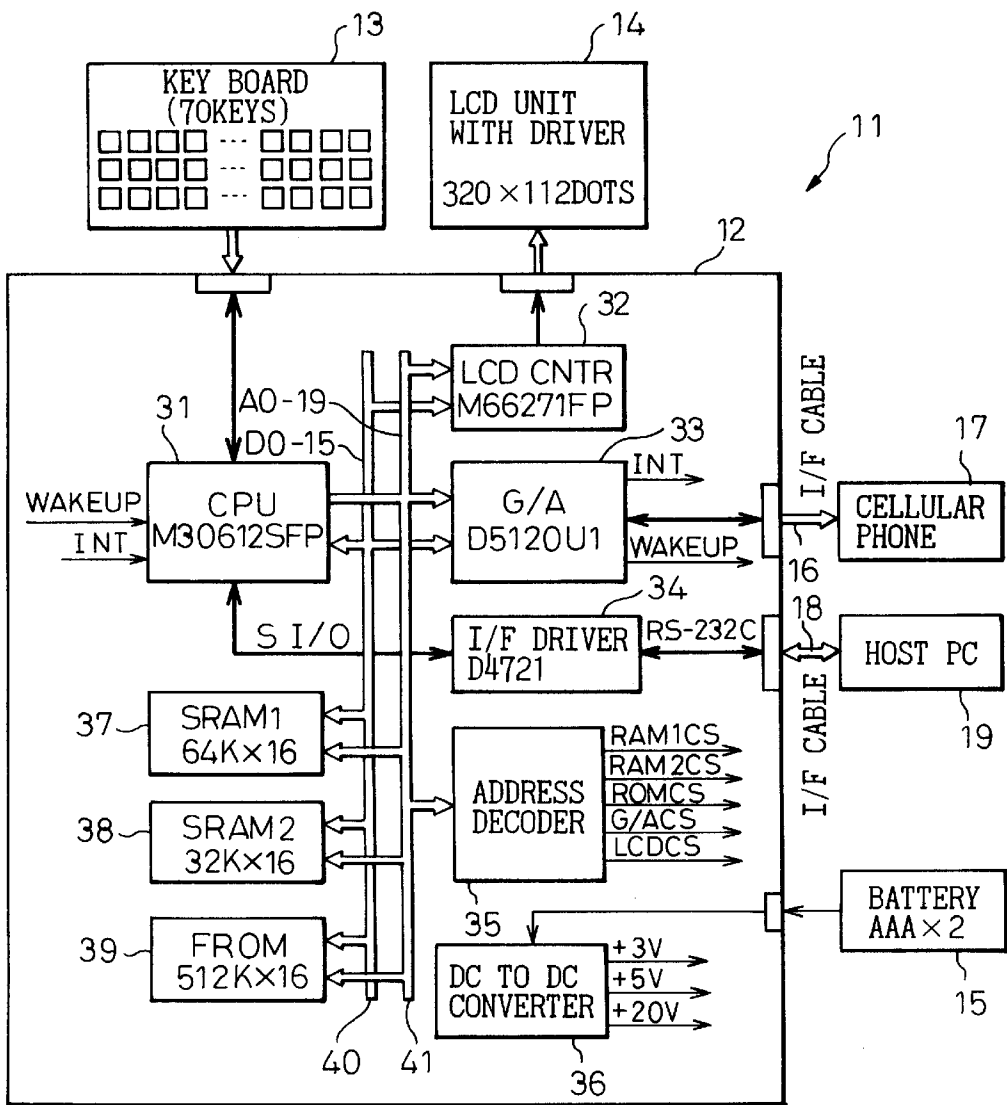 13
KEY BOARD
(70KEYS)
14
LCD UNIT
WITH DRIVER
320×112DOTS
11
12
32
LCD CNTR
M66271FP
A0-19
D0-15
31
CPU
M30612SFP
WAKEUP
INT
33
G/A
D5120U1
INT
WAKEUP
I/F CABLE
16
17
CELLULAR
PHONE
S I/O
34
I/F DRIVER
D4721
RS-232C
18
I/F CABLE
HOST PC
19
37
SRAM1
64K×16
38
SRAM2
32K×16
39
FROM
512K×16
40
41
ADDRESS
DECODER
35
RAM1CS
RAM2CS
ROMCS
G/ACS
LCDCS
BATTERY
AAA×2
15
DC TO DC
CONVERTER
36
+3V
+5V
+20V